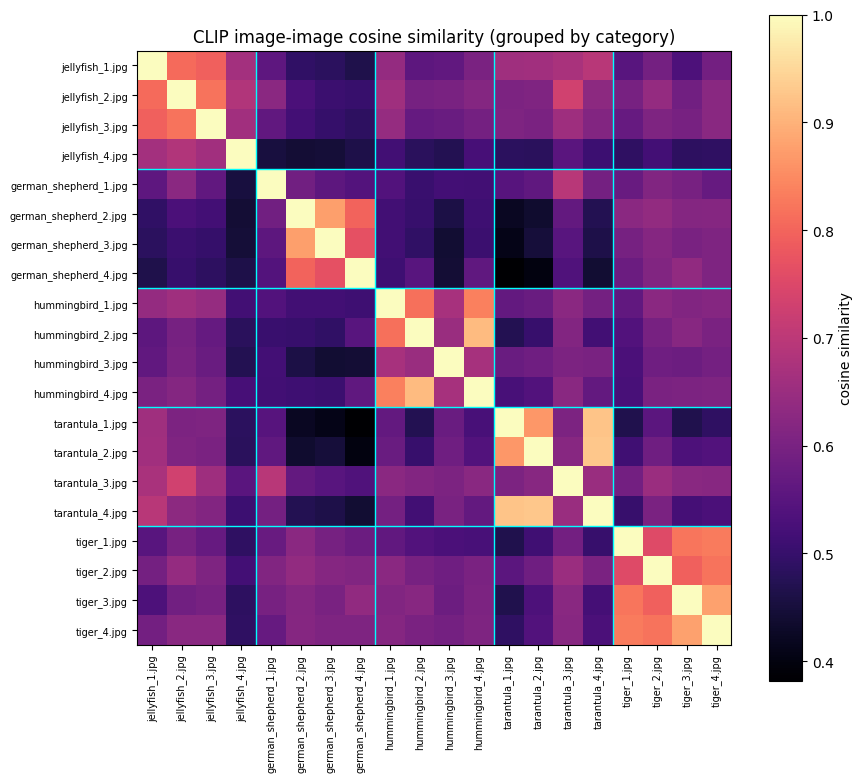 CLIP image-image cosine similarity (grouped by category)
jellyfish_1.jpg
jellyfish_2.jpg
jellyfish_3.jpg
jellyfish_4.jpg
german_shepherd_1.jpg
german_shepherd_2.jpg
german_shepherd_3.jpg
german_shepherd_4.jpg
hummingbird_1.jpg
hummingbird_2.jpg
hummingbird_3.jpg
hummingbird_4.jpg
tarantula_1.jpg
tarantula_2.jpg
tarantula_3.jpg
tarantula_4.jpg
tiger_1.jpg
tiger_2.jpg
tiger_3.jpg
tiger_4.jpg
jellyfish_1.jpg
jellyfish_2.jpg
jellyfish_3.jpg
jellyfish_4.jpg
german_shepherd_1.jpg
german_shepherd_2.jpg
german_shepherd_3.jpg
german_shepherd_4.jpg
hummingbird_1.jpg
hummingbird_2.jpg
hummingbird_3.jpg
hummingbird_4.jpg
tarantula_1.jpg
tarantula_2.jpg
tarantula_3.jpg
tarantula_4.jpg
tiger_1.jpg
tiger_2.jpg
tiger_3.jpg
tiger_4.jpg
1.0
0.9
0.8
0.7
0.6
0.5
0.4
cosine similarity